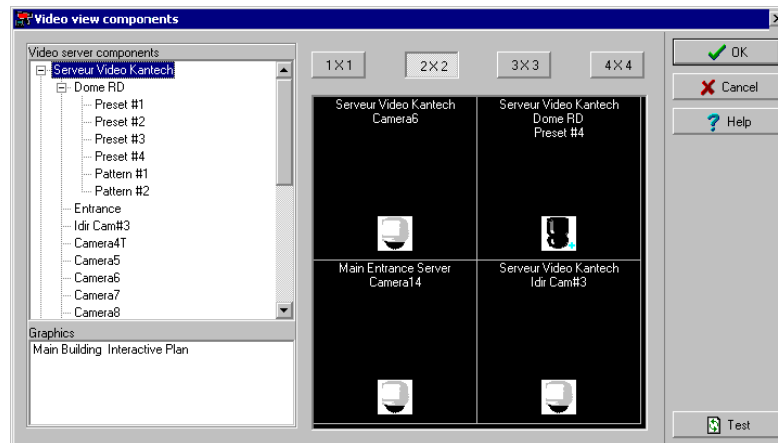 Video view components
Video server components
Serveur Video Kantech
Dome RD
Preset #1
Preset #2
Preset #3
Preset #4
Pattern #1
Pattern #2
Entrance
Idir Cam#3
Camera4T
Camera5
Camera6
Camera7
Camera8
Graphics
Main Building Interactive Plan
1X1 2X2 3X3 4X4
Serveur Video Kantech
Camera6
Serveur Video Kantech
Dome RD
Preset #4
Main Entrance Server
Camera14
Serveur Video Kantech
Idir Cam#3
OK
Cancel
Help
Test